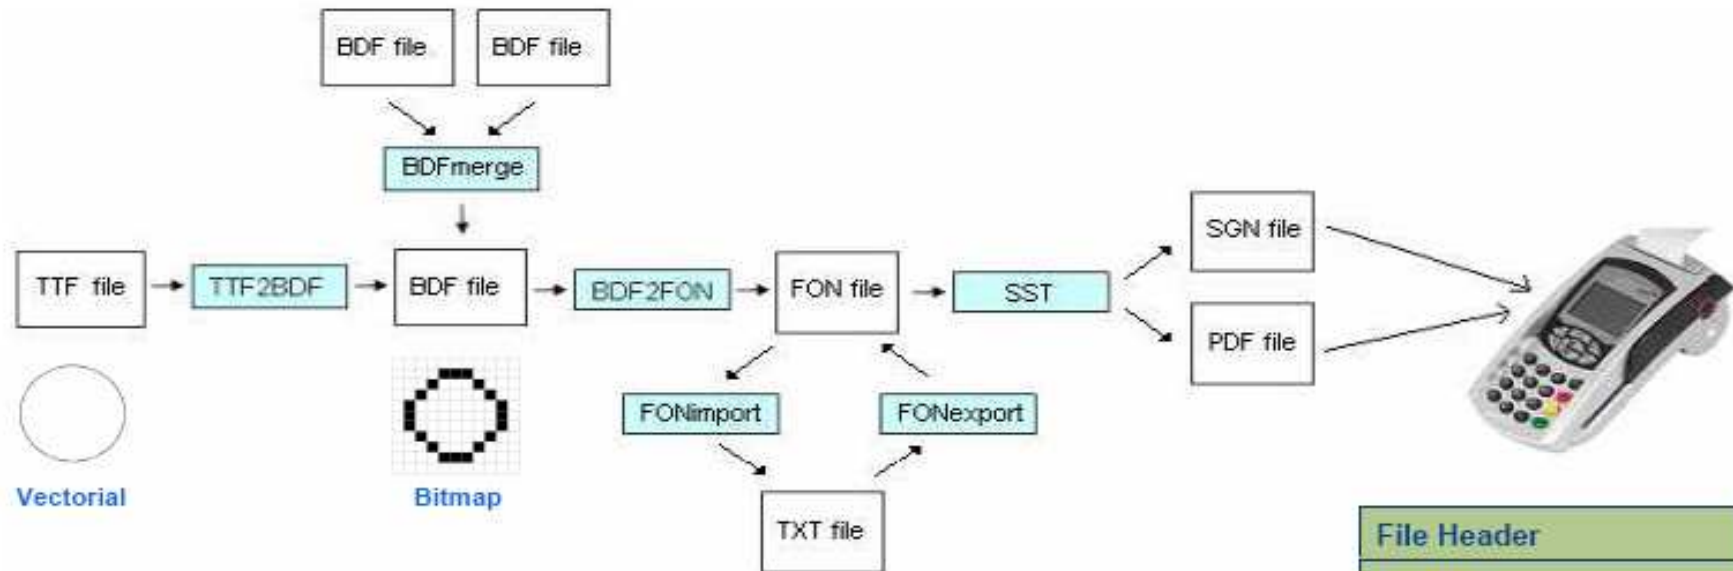 BDF file
BDF file
BDFmerge
TTF file
TTF2BDF
BDF file
BDF2FON
FON file
SST
SGN file
PDF file
FONimport
FONexport
TXT file
Vectorial
Bitmap
File Header